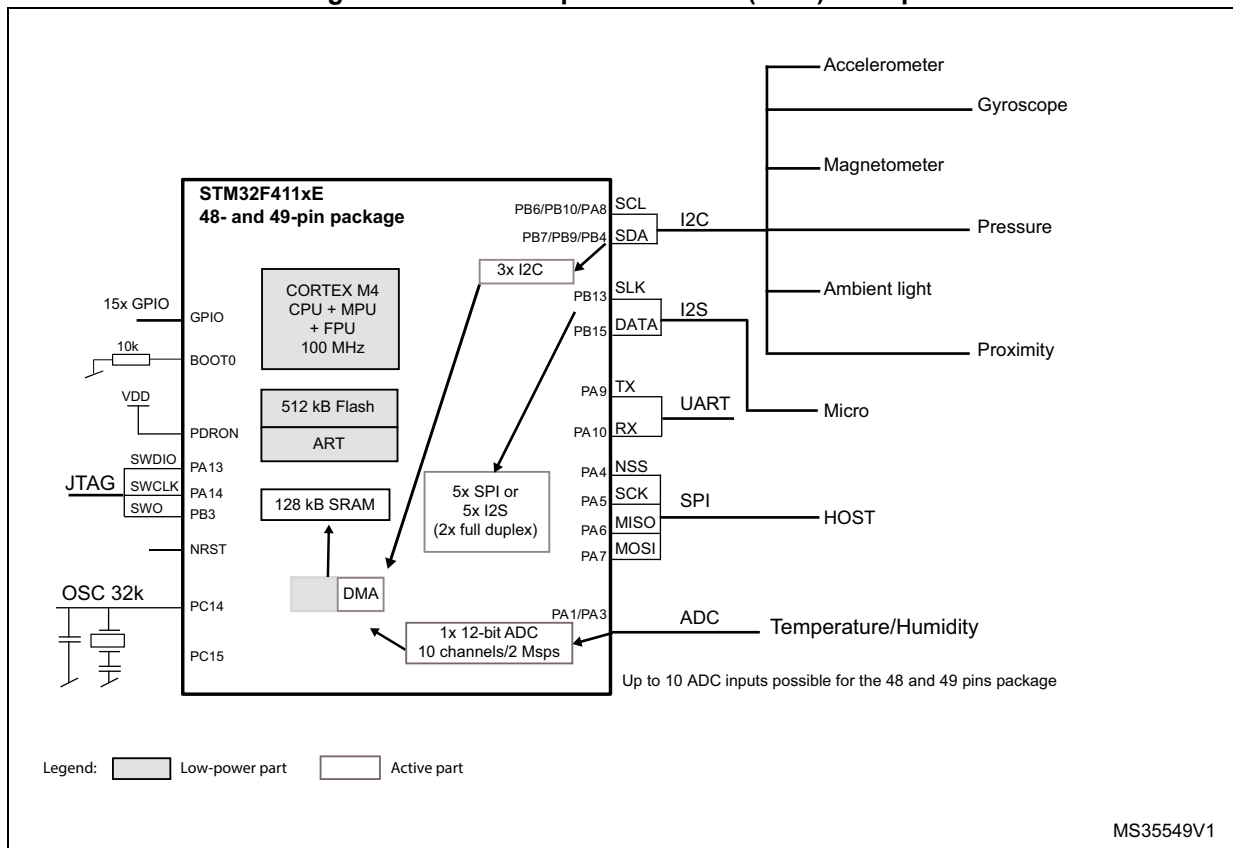 STM32F411xE
48- and 49-pin package
CORTEX M4
CPU + MPU
+ FPU
100 MHz
512 kB Flash
ART
128 kB SRAM
DMA
3x I2C
5x SPI or
5x I2S
(2x full duplex)
1x 12-bit ADC
10 channels/2 Msps
15x GPIO
GPIO
10k
BOOT0
VDD
PDRON
JTAG
SWDIO
PA13
SWCLK
PA14
SWO
PB3
NRST
OSC 32k
PC14
PC15
PB6/PB10/PA8
SCL
PB7/PB9/PB4
SDA
I2C
PB13
SLK
PB15
DATA
I2S
PA9
TX
PA10
RX
UART
PA4
NSS
PA5
SCK
PA6
MISO
PA7
MOSI
SPI
PA1/PA3
ADC
Accelerometer
Gyroscope
Magnetometer
Pressure
Ambient light
Proximity
Micro
HOST
Temperature/Humidity
Up to 10 ADC inputs possible for the 48 and 49 pins package
Legend:
Low-power part
Active part
MS35549V1